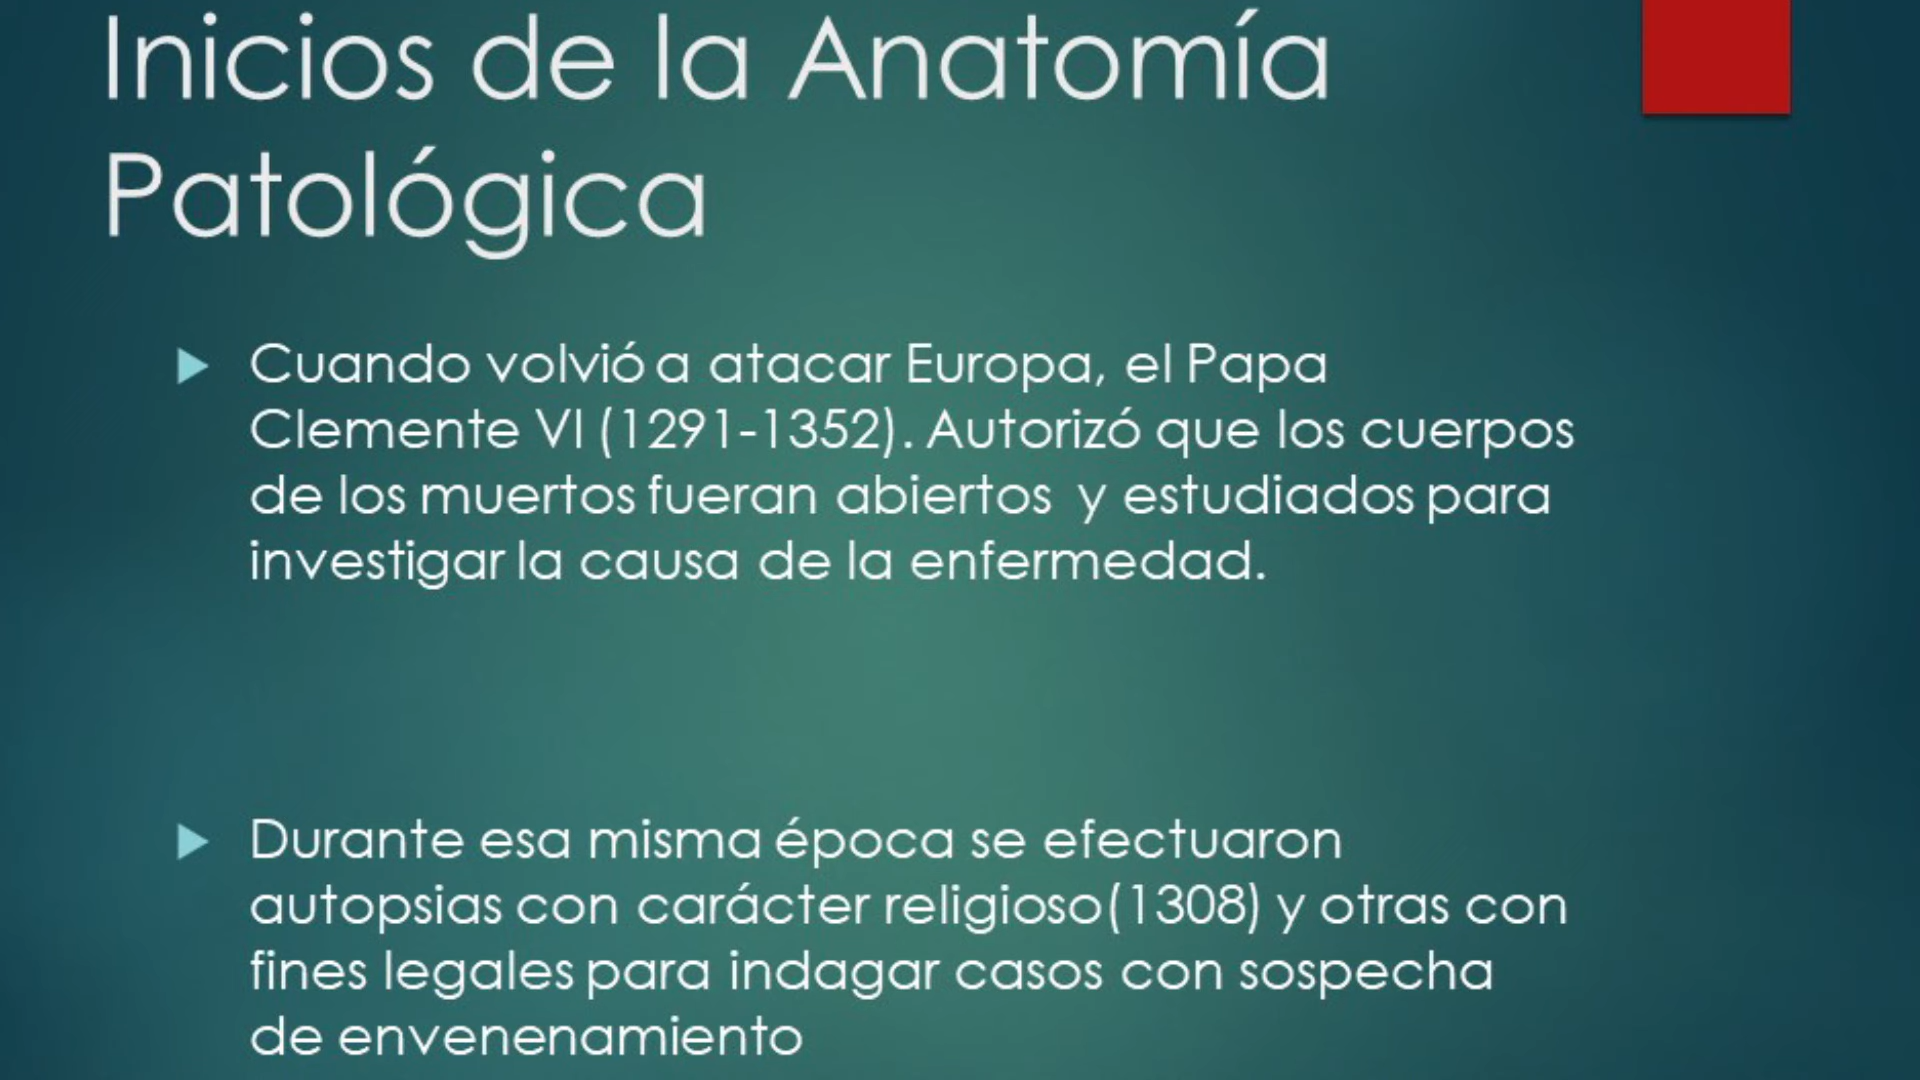 Inicios de la Anatomía
Patológica
Cuando volvió a atacar Europa, el Papa
Clemente VI (1291-1352). Autorizó que los cuerpos
de los muertos fueran abiertos y estudiados para
investigar la causa de la enfermedad.
Durante esa misma época se efectuaron
autopsias con carácter religioso(1308) y otras con
fines legales para indagar casos con sospecha
de envenenamiento